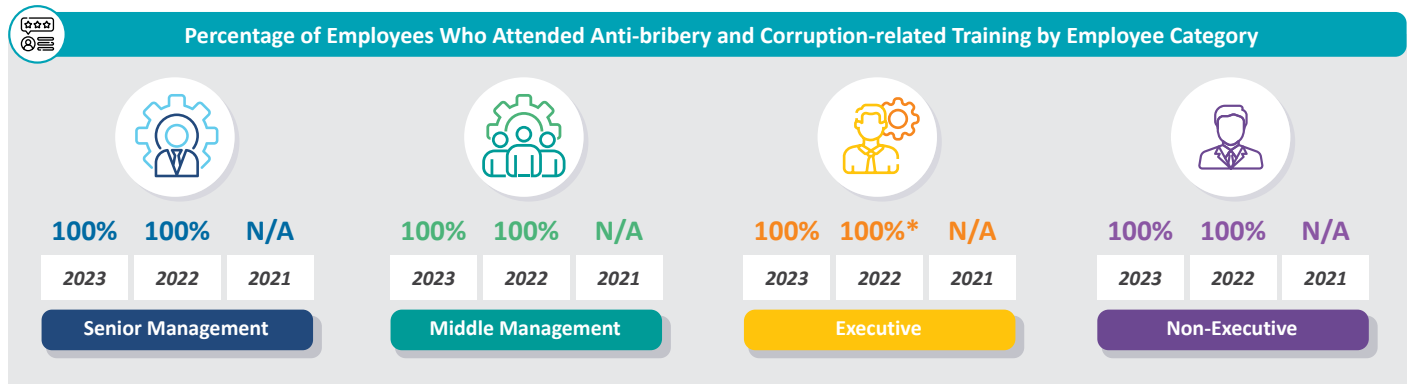 Percentage of Employees Who Attended Anti-bribery and Corruption-related Training by Employee Category
100% 100% N/A
2023 2022 2021
Senior Management
100% 100% N/A
2023 2022 2021
Middle Management
100% 100%* N/A
2023 2022 2021
Executive
100% 100% N/A
2023 2022 2021
Non-Executive